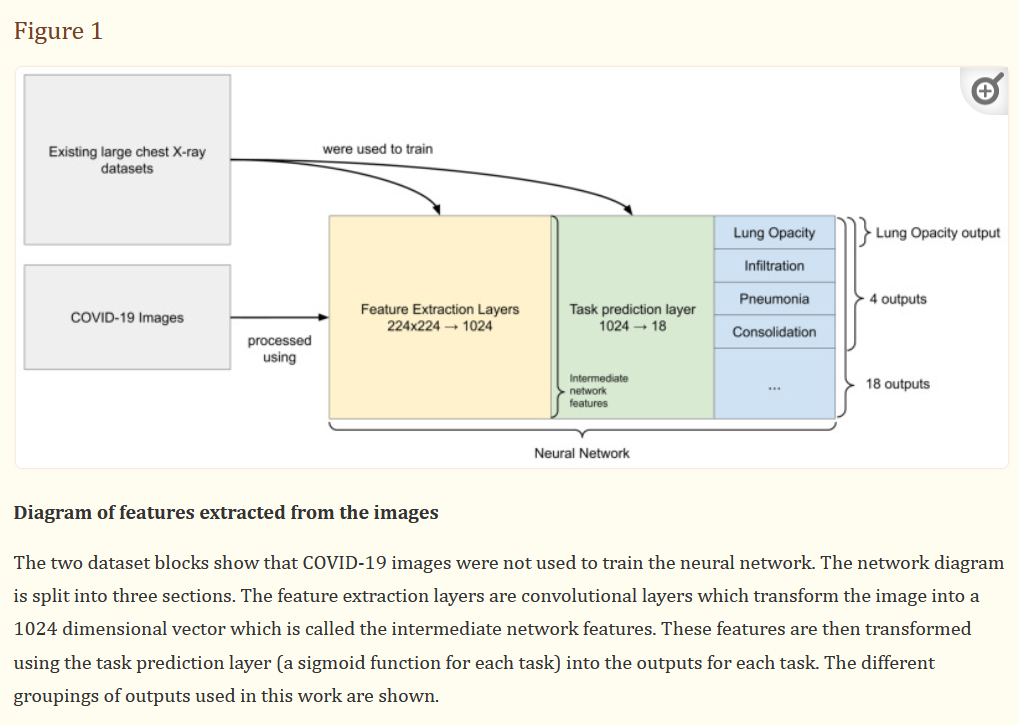 Figure 1
Existing large chest X-ray
datasets
were used to train
COVID-19 Images
processed
using
Feature Extraction Layers
224x224 → 1024
Task prediction layer
1024 → 18
Intermediate
network
features
Lung Opacity
Infiltration
Pneumonia
Consolidation
...
Lung Opacity output
4 outputs
18 outputs
Neural Network
Diagram of features extracted from the images
The two dataset blocks show that COVID-19 images were not used to train the neural network. The network diagram
is split into three sections. The feature extraction layers are convolutional layers which transform the image into a
1024 dimensional vector which is called the intermediate network features. These features are then transformed
using the task prediction layer (a sigmoid function for each task) into the outputs for each task. The different
groupings of outputs used in this work are shown.